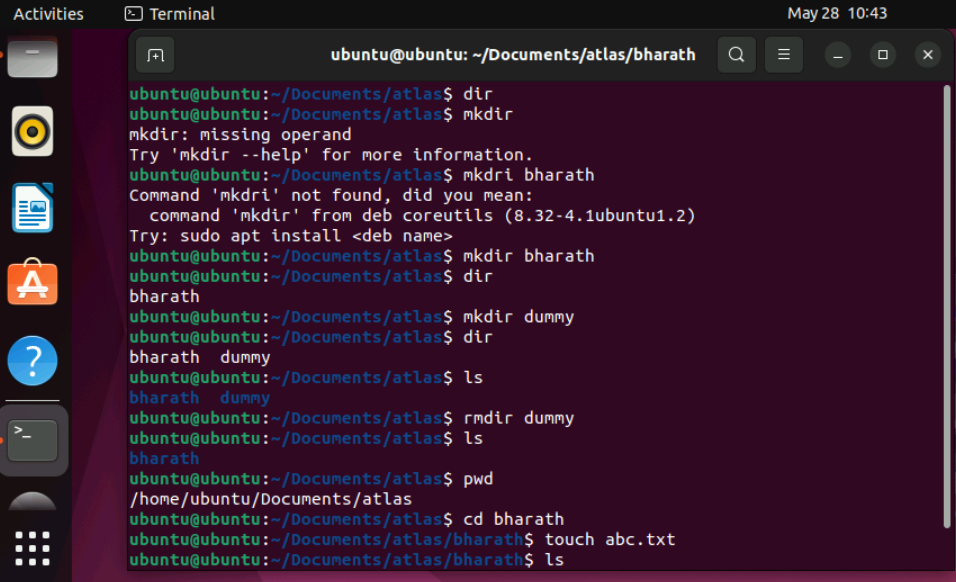 Activities Terminal May 28 10:43
ubuntu@ubuntu: ~/Documents/atlas/bharath
ubuntu@ubuntu:~/Documents/atlas$ dir
ubuntu@ubuntu:~/Documents/atlas$ mkdir
mkdir: missing operand
Try 'mkdir --help' for more information.
ubuntu@ubuntu:~/Documents/atlas$ mkdri bharath
Command 'mkdri' not found, did you mean:
  command 'mkdir' from deb coreutils (8.32-4.1ubuntu1.2)
Try: sudo apt install <deb name>
ubuntu@ubuntu:~/Documents/atlas$ mkdir bharath
ubuntu@ubuntu:~/Documents/atlas$ dir
bharath
ubuntu@ubuntu:~/Documents/atlas$ mkdir dummy
ubuntu@ubuntu:~/Documents/atlas$ dir
bharath  dummy
ubuntu@ubuntu:~/Documents/atlas$ ls
bharath  dummy
ubuntu@ubuntu:~/Documents/atlas$ rmdir dummy
ubuntu@ubuntu:~/Documents/atlas$ ls
bharath
ubuntu@ubuntu:~/Documents/atlas$ pwd
/home/ubuntu/Documents/atlas
ubuntu@ubuntu:~/Documents/atlas$ cd bharath
ubuntu@ubuntu:~/Documents/atlas/bharath$ touch abc.txt
ubuntu@ubuntu:~/Documents/atlas/bharath$ ls